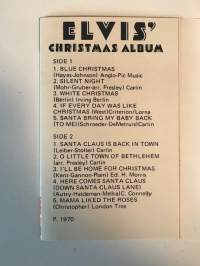 ELVIS'
CHRISTMAS ALBUM
SIDE 1
1. BLUE CHRISTMAS
(Hayes-Johnson) Anglo-Pic Music
2. SILENT NIGHT
(Mohr-Gruber-arr. Presley) Carlin
3. WHITE CHRISTMAS
(Berlin) Irving Berlin
4. IF EVERY DAY WAS LIKE
CHRISTMAS (West)Criterion/Lorna
5. SANTA BRING MY BABY BACK
(TO ME)(Schroeder-DeMetrius) Carlin
SIDE 2
1. SANTA CLAUS IS BACK IN TOWN
(Leiber-Stoller) Carlin
2. O LITTLE TOWN OF BETHLEHEM
(arr. Presley) Carlin
3. I'LL BE HOME FOR CHRISTMAS
(Kent-Gannon-Ram) Ed. H. Morris
4. HERE COMES SANTA CLAUS
(DOWN SANTA CLAUS LANE)
(Autry-Haldeman-Melka) C. Connelly
5. MAMA LIKED THE ROSES
(Christopher) London Tree
P. 1970